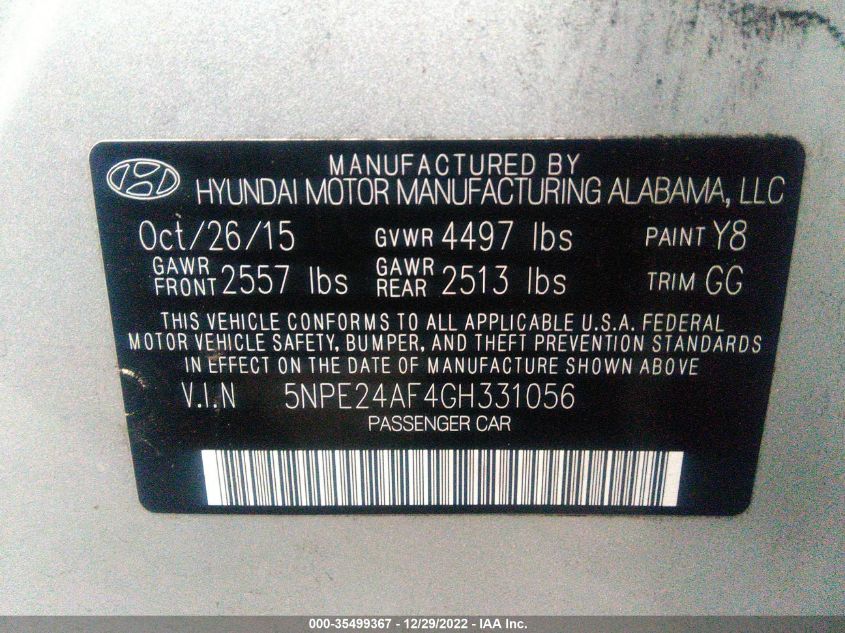 MANUFACTURED BY
HYUNDAI MOTOR MANUFACTURING ALABAMA, LLC
Oct/26/15 GVWR 4497 lbs PAINT Y8
GAWR FRONT 2557 lbs GAWR REAR 2513 lbs TRIM GG
THIS VEHICLE CONFORMS TO ALL APPLICABLE U.S.A. FEDERAL
MOTOR VEHICLE SAFETY, BUMPER, AND THEFT PREVENTION STANDARDS
IN EFFECT ON THE DATE OF MANUFACTURE SHOWN ABOVE
V.I.N 5NPE24AF4GH331056
PASSENGER CAR
000-35499367 - 12/29/2022 - IAA Inc.